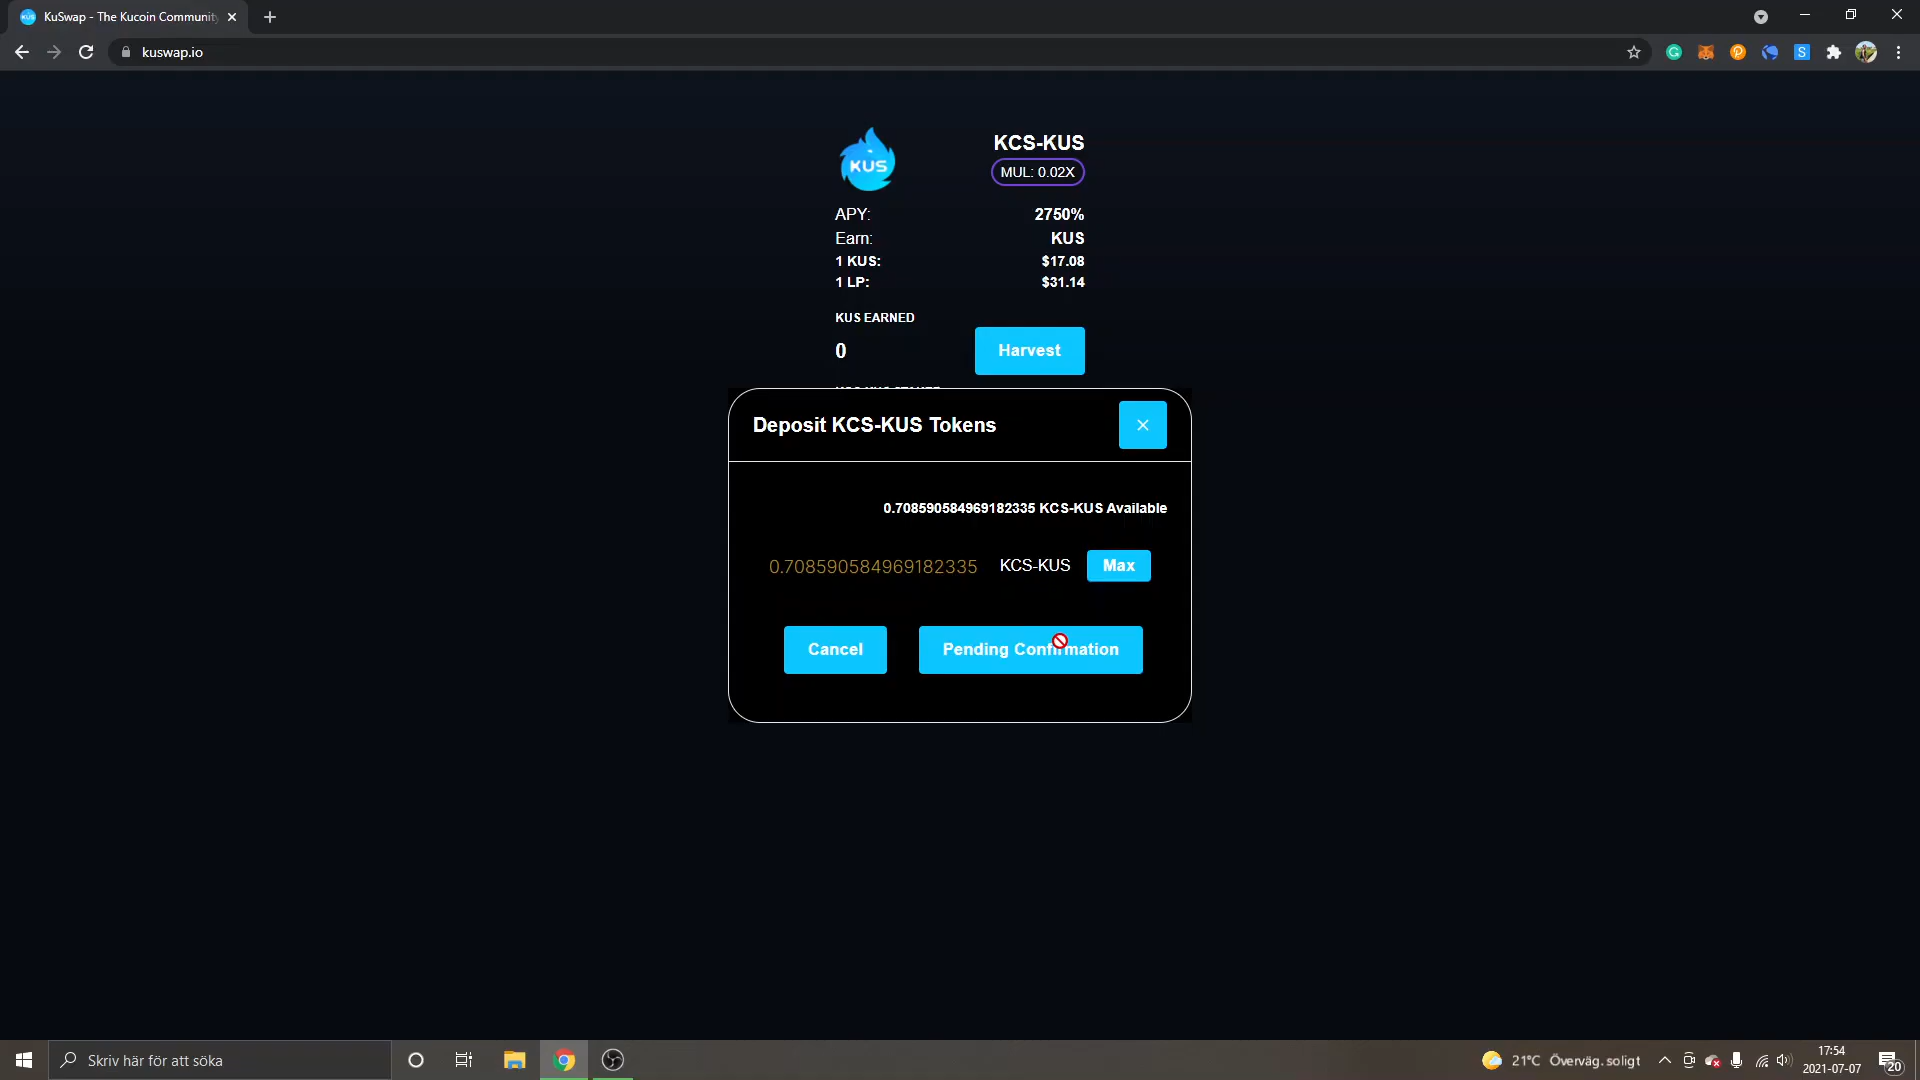 KuSwap - The Kucoin Community
kuswap.io
KUS
KCS-KUS
MUL: 0.02X
APY: 2750%
Earn: KUS
1 KUS: $17.08
1 LP: $31.14
KUS EARNED
0
Harvest
Deposit KCS-KUS Tokens
0.708590584969182335 KCS-KUS Available
0.708590584969182335 KCS-KUS Max
Cancel
Pending Confirmation
Skriv här för att söka
21°C Överväg. soligt
17:54
2021-07-07
20